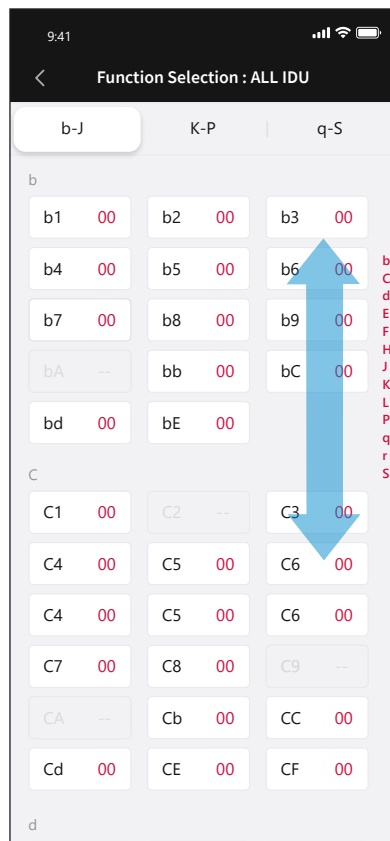 9:41
Function Selection : ALL IDU
b-J K-P q-S
b
b1 00 b2 00 b3 00
b4 00 b5 00 b6 00
b7 00 b8 00 b9 00
bA -- bb 00 bC 00
bd 00 bE 00
C
C1 00 C2 -- C3 00
C4 00 C5 00 C6 00
C4 00 C5 00 C6 00
C7 00 C8 00 C9 --
CA -- Cb 00 CC 00
Cd 00 CE 00 CF 00
d
b
C
d
E
F
H
J
K
L
P
q
r
S